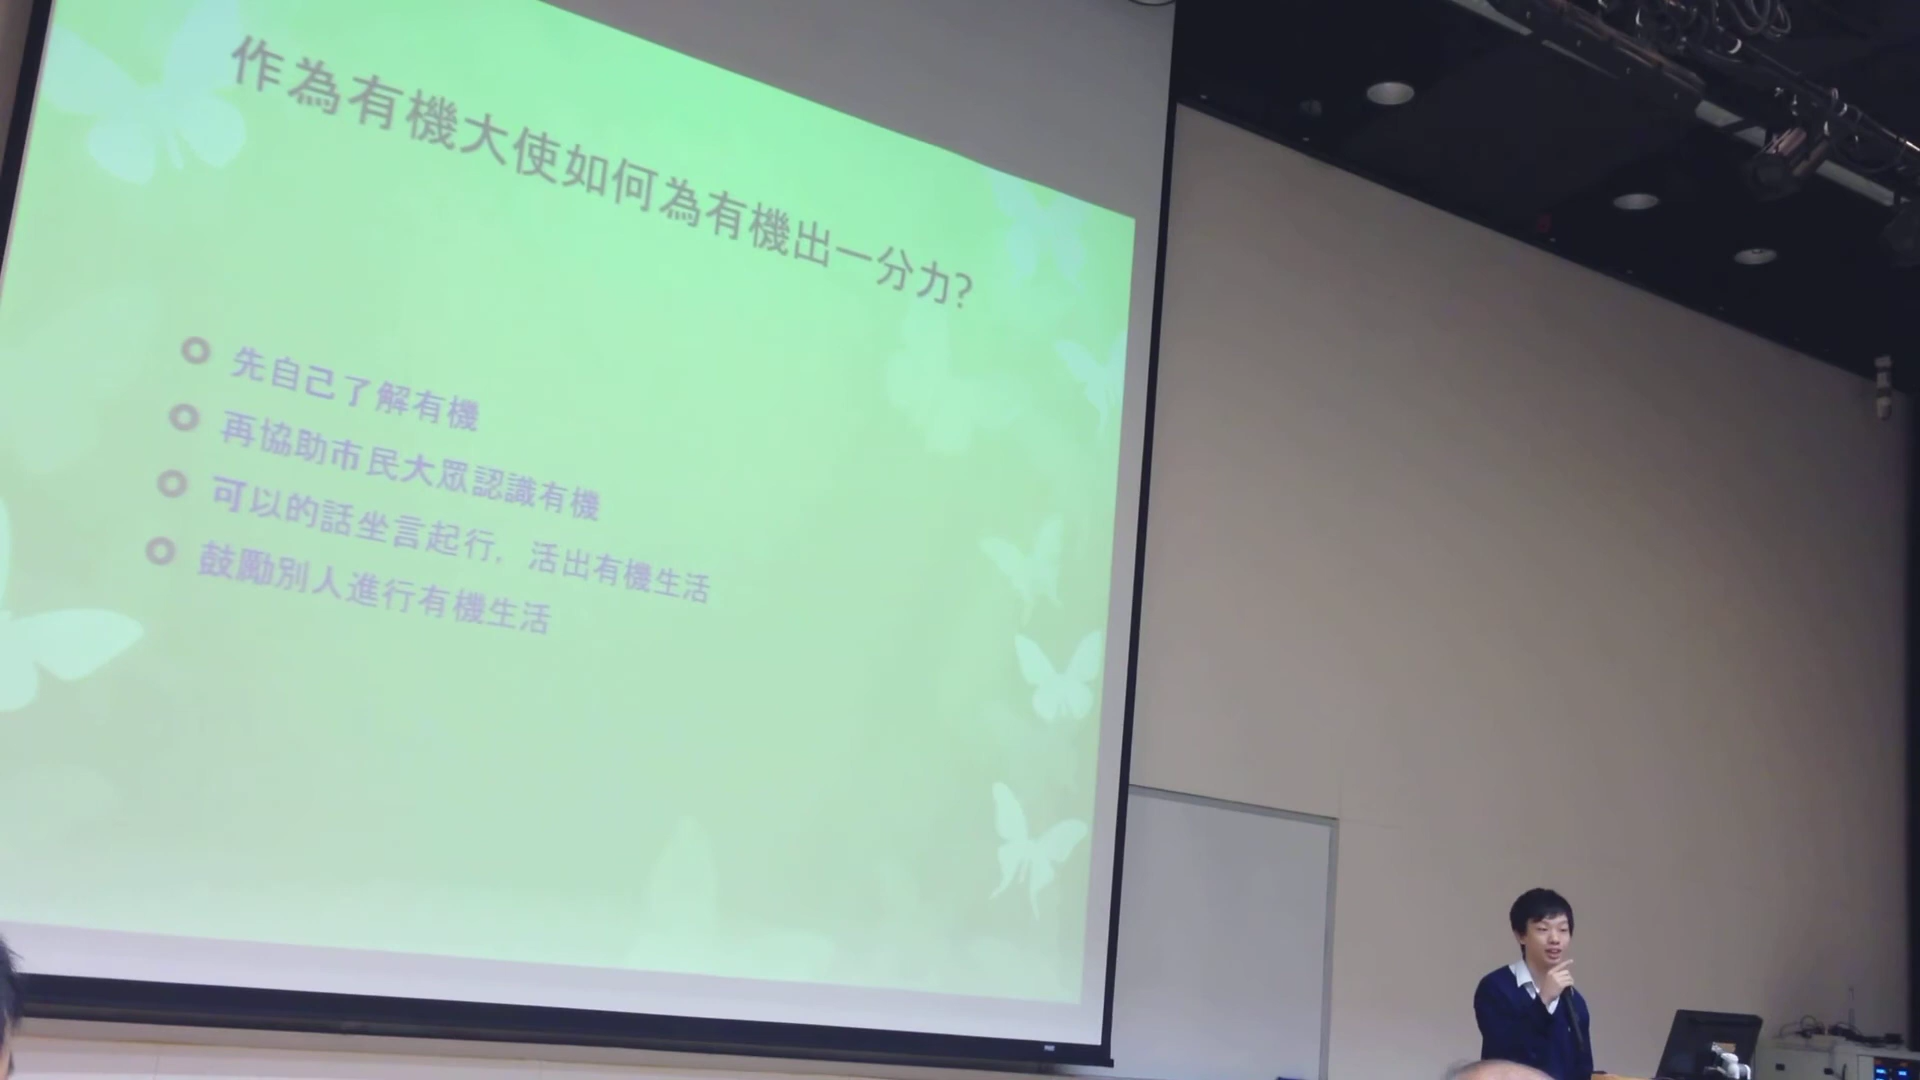 作為有機大使如何為有機出一分力?
先自己了解有機
再協助市民大眾認識有機
可以的話坐言起行，活出有機生活
鼓勵別人進行有機生活